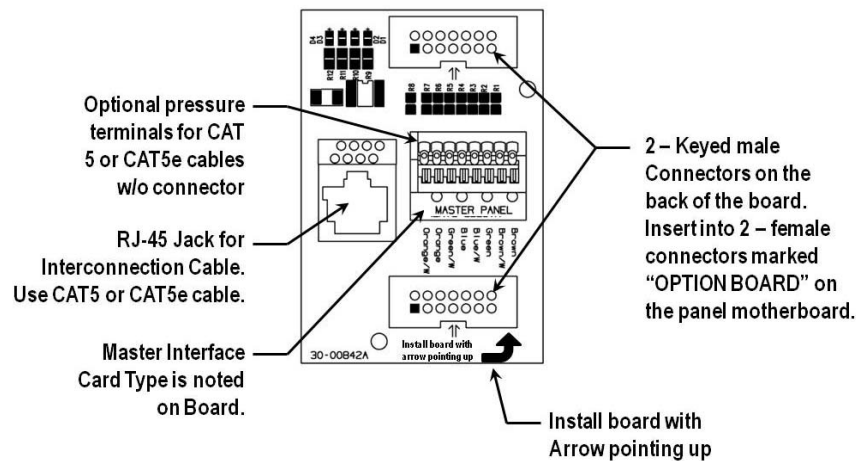 D4
D3
D2
D1
R12
R11
R10
R9
R8
R7
R6
R5
R4
R3
R2
R1
Optional pressure
terminals for CAT
5 or CAT5e cables
w/o connector
RJ-45 Jack for
Interconnection Cable.
Use CAT5 or CAT5e cable.
Master Interface
Card Type is noted
on Board.
MASTER PANEL
Orange/W
Orange
Green/W
Blue
Blue/W
Green
Brown/W
Brown
30-00842A
Install board with
arrow pointing up
2 – Keyed male
Connectors on the
back of the board.
Insert into 2 – female
connectors marked
“OPTION BOARD” on
the panel motherboard.
Install board with
Arrow pointing up